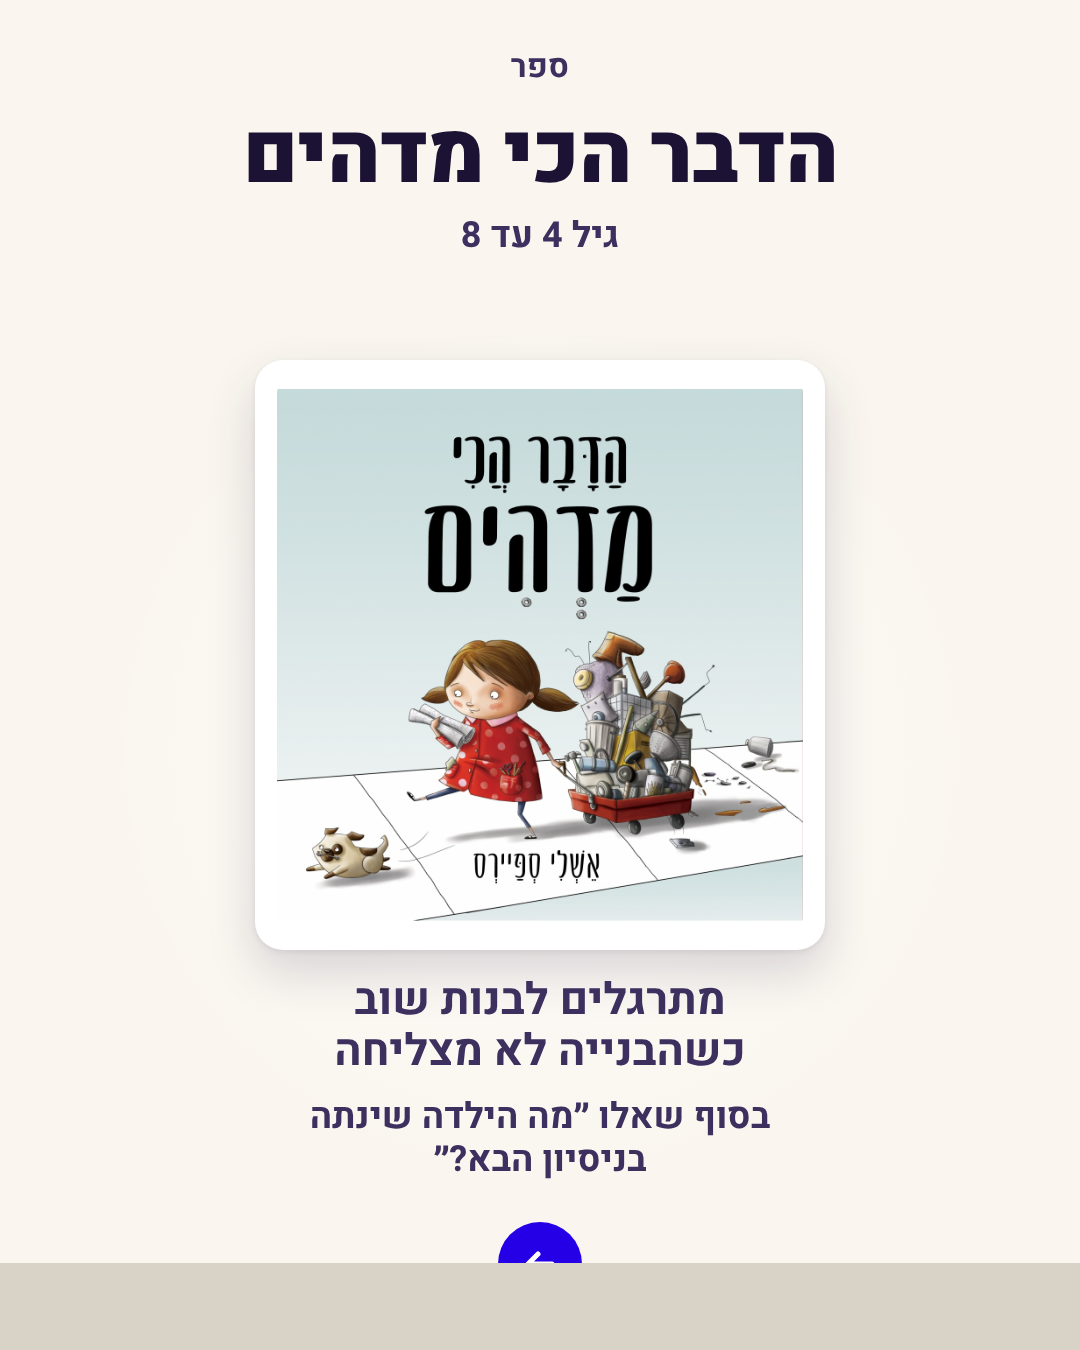 ספר
הדבר הכי מדהים
גיל 4 עד 8
הַדָּבָר הֲכִי
מַדְהִים
אֵשְׁלִי סְפַּיירְס
מתרגלים לבנות שוב
כשהבנייה לא מצליחה
בסוף שאלו ״מה הילדה שינתה
בניסיון הבא?״